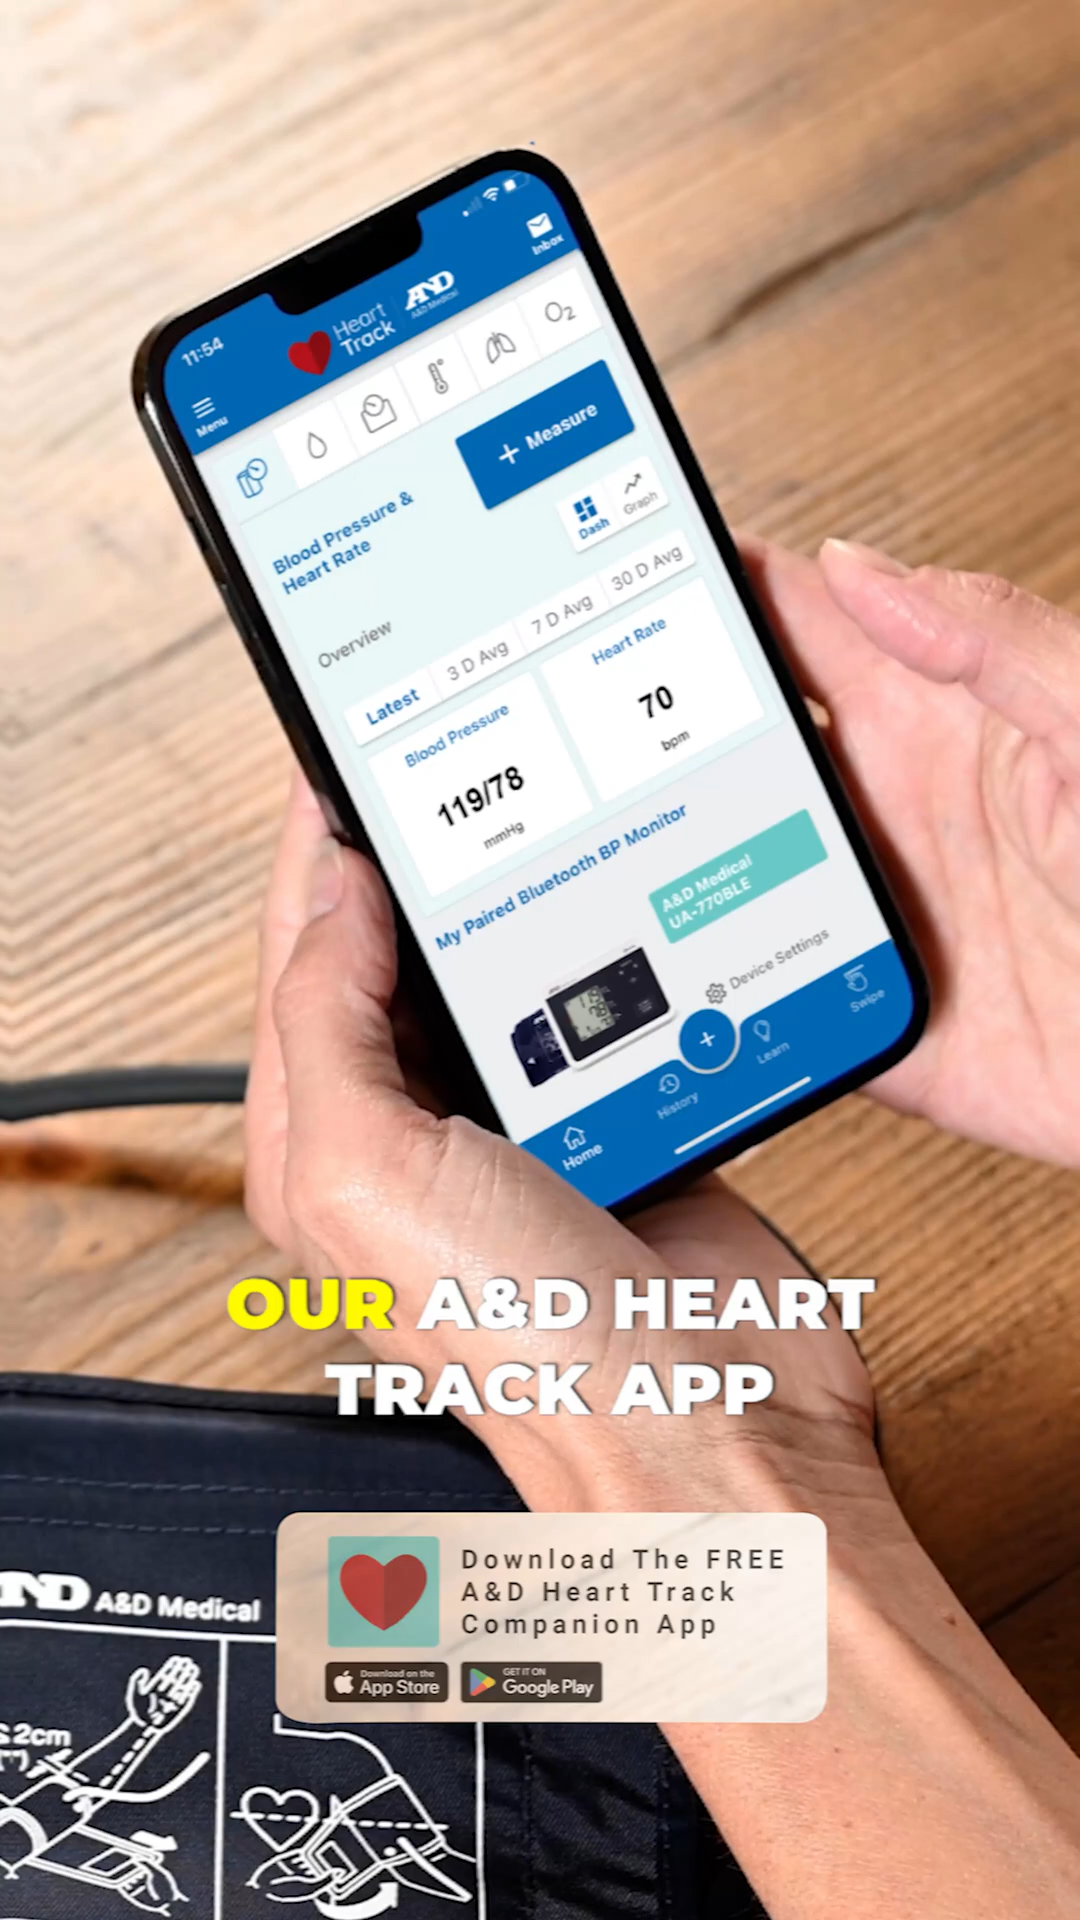 11:54
Inbox
Menu
Heart
Track
AND
A&D Medical
O2
+ Measure
Blood Pressure &
Heart Rate
Dash
Graph
Overview
Latest
3 D Avg
7 D Avg
30 D Avg
Blood Pressure
119/78
mmHg
Heart Rate
70
bpm
My Paired Bluetooth BP Monitor
A&D Medical
UA-770BLE
Device Settings
Home
History
+
Learn
Swipe
OUR A&D HEART
TRACK APP
Download The FREE
A&D Heart Track
Companion App
Download on the
App Store
GET IT ON
Google Play
AND A&D Medical
2cm